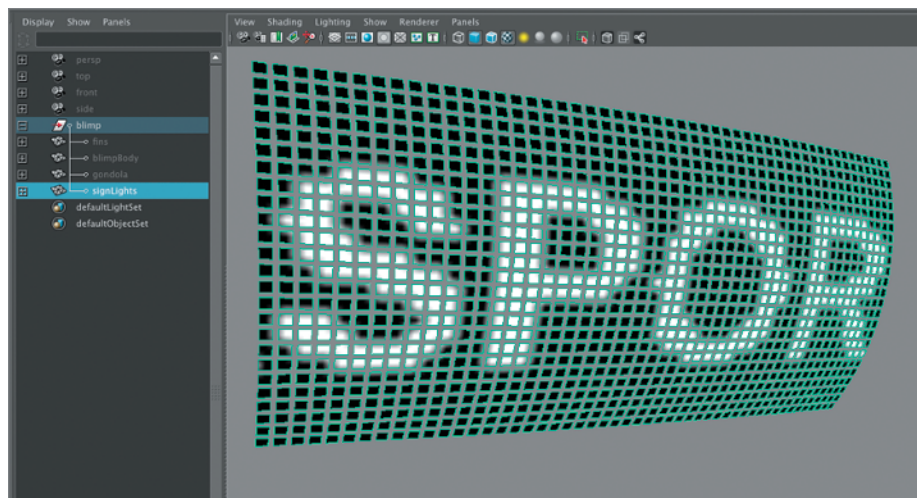 Display Show Panels
View Shading Lighting Show Renderer Panels
persp
top
front
side
blimp
fins
blimpBody
gondola
signLights
defaultLightSet
defaultObjectSet
SPOR